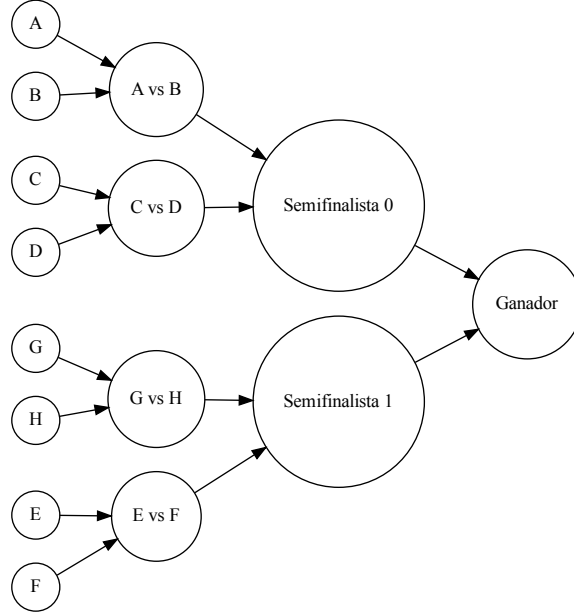 A
B
A vs B
C
D
C vs D
Semifinalista 0
Ganador
G
H
G vs H
Semifinalista 1
E
F
E vs F